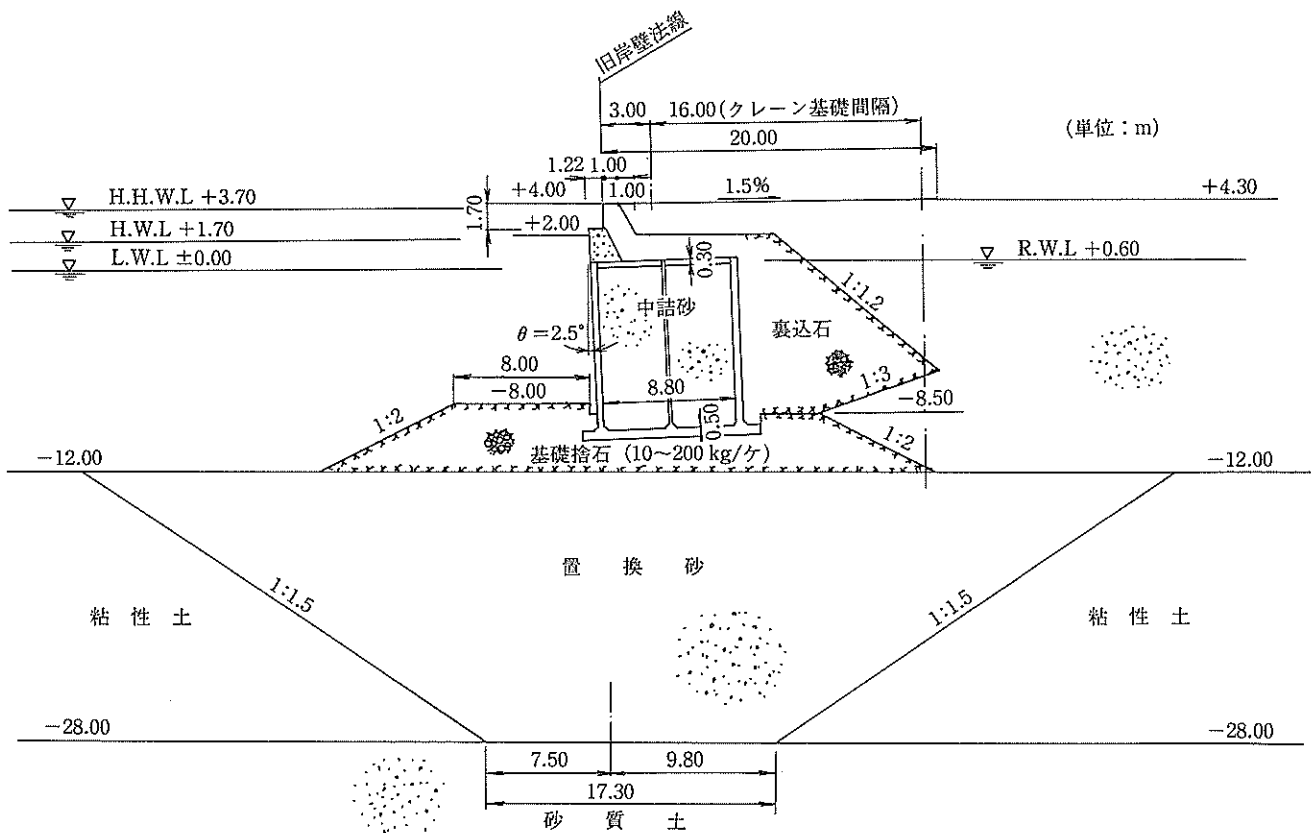 旧岸壁法線
3.00 16.00(クレーン基礎間隔)
20.00
(単位：m)
1.22 1.00
H.H.W.L +3.70
+4.00
1.00
1.5%
+4.30
1.70
H.W.L +1.70
+2.00
L.W.L ±0.00
0.30
R.W.L +0.60
中詰砂
1:1.2
θ=2.5°
裏込石
8.00
-8.00
8.80
1:3
-8.50
1:2
0.50
1:2
基礎捨石 (10〜200 kg/ケ)
-12.00
-12.00
置換砂
1:1.5
1:1.5
粘性土
粘性土
-28.00
-28.00
7.50
9.80
17.30
砂質土